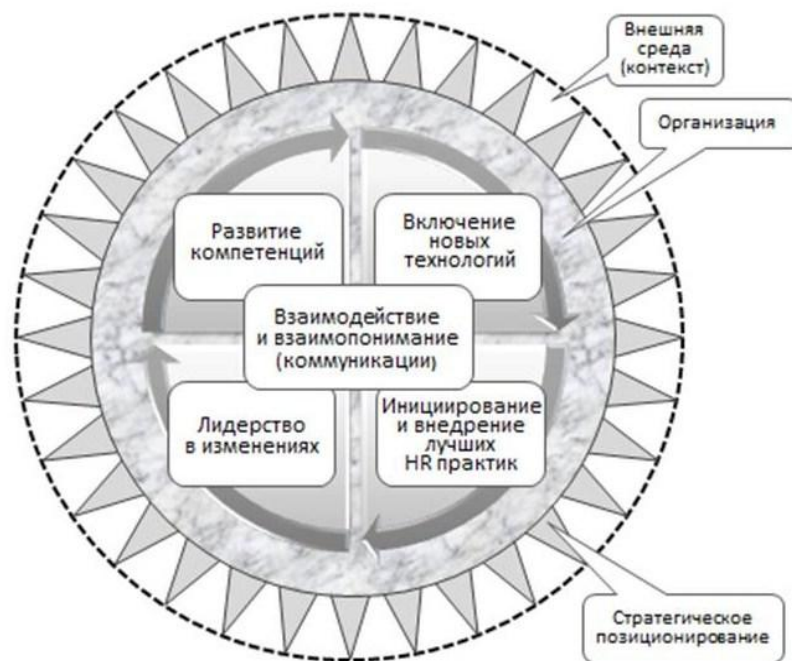 Внешняя
среда
(контекст)
Организация
Развитие
компетенций
Включение
новых
технологий
Взаимодействие
и взаимопонимание
(коммуникации)
Лидерство
в изменениях
Инициирование
и внедрение
лучших
HR практик
Стратегическое
позиционирование